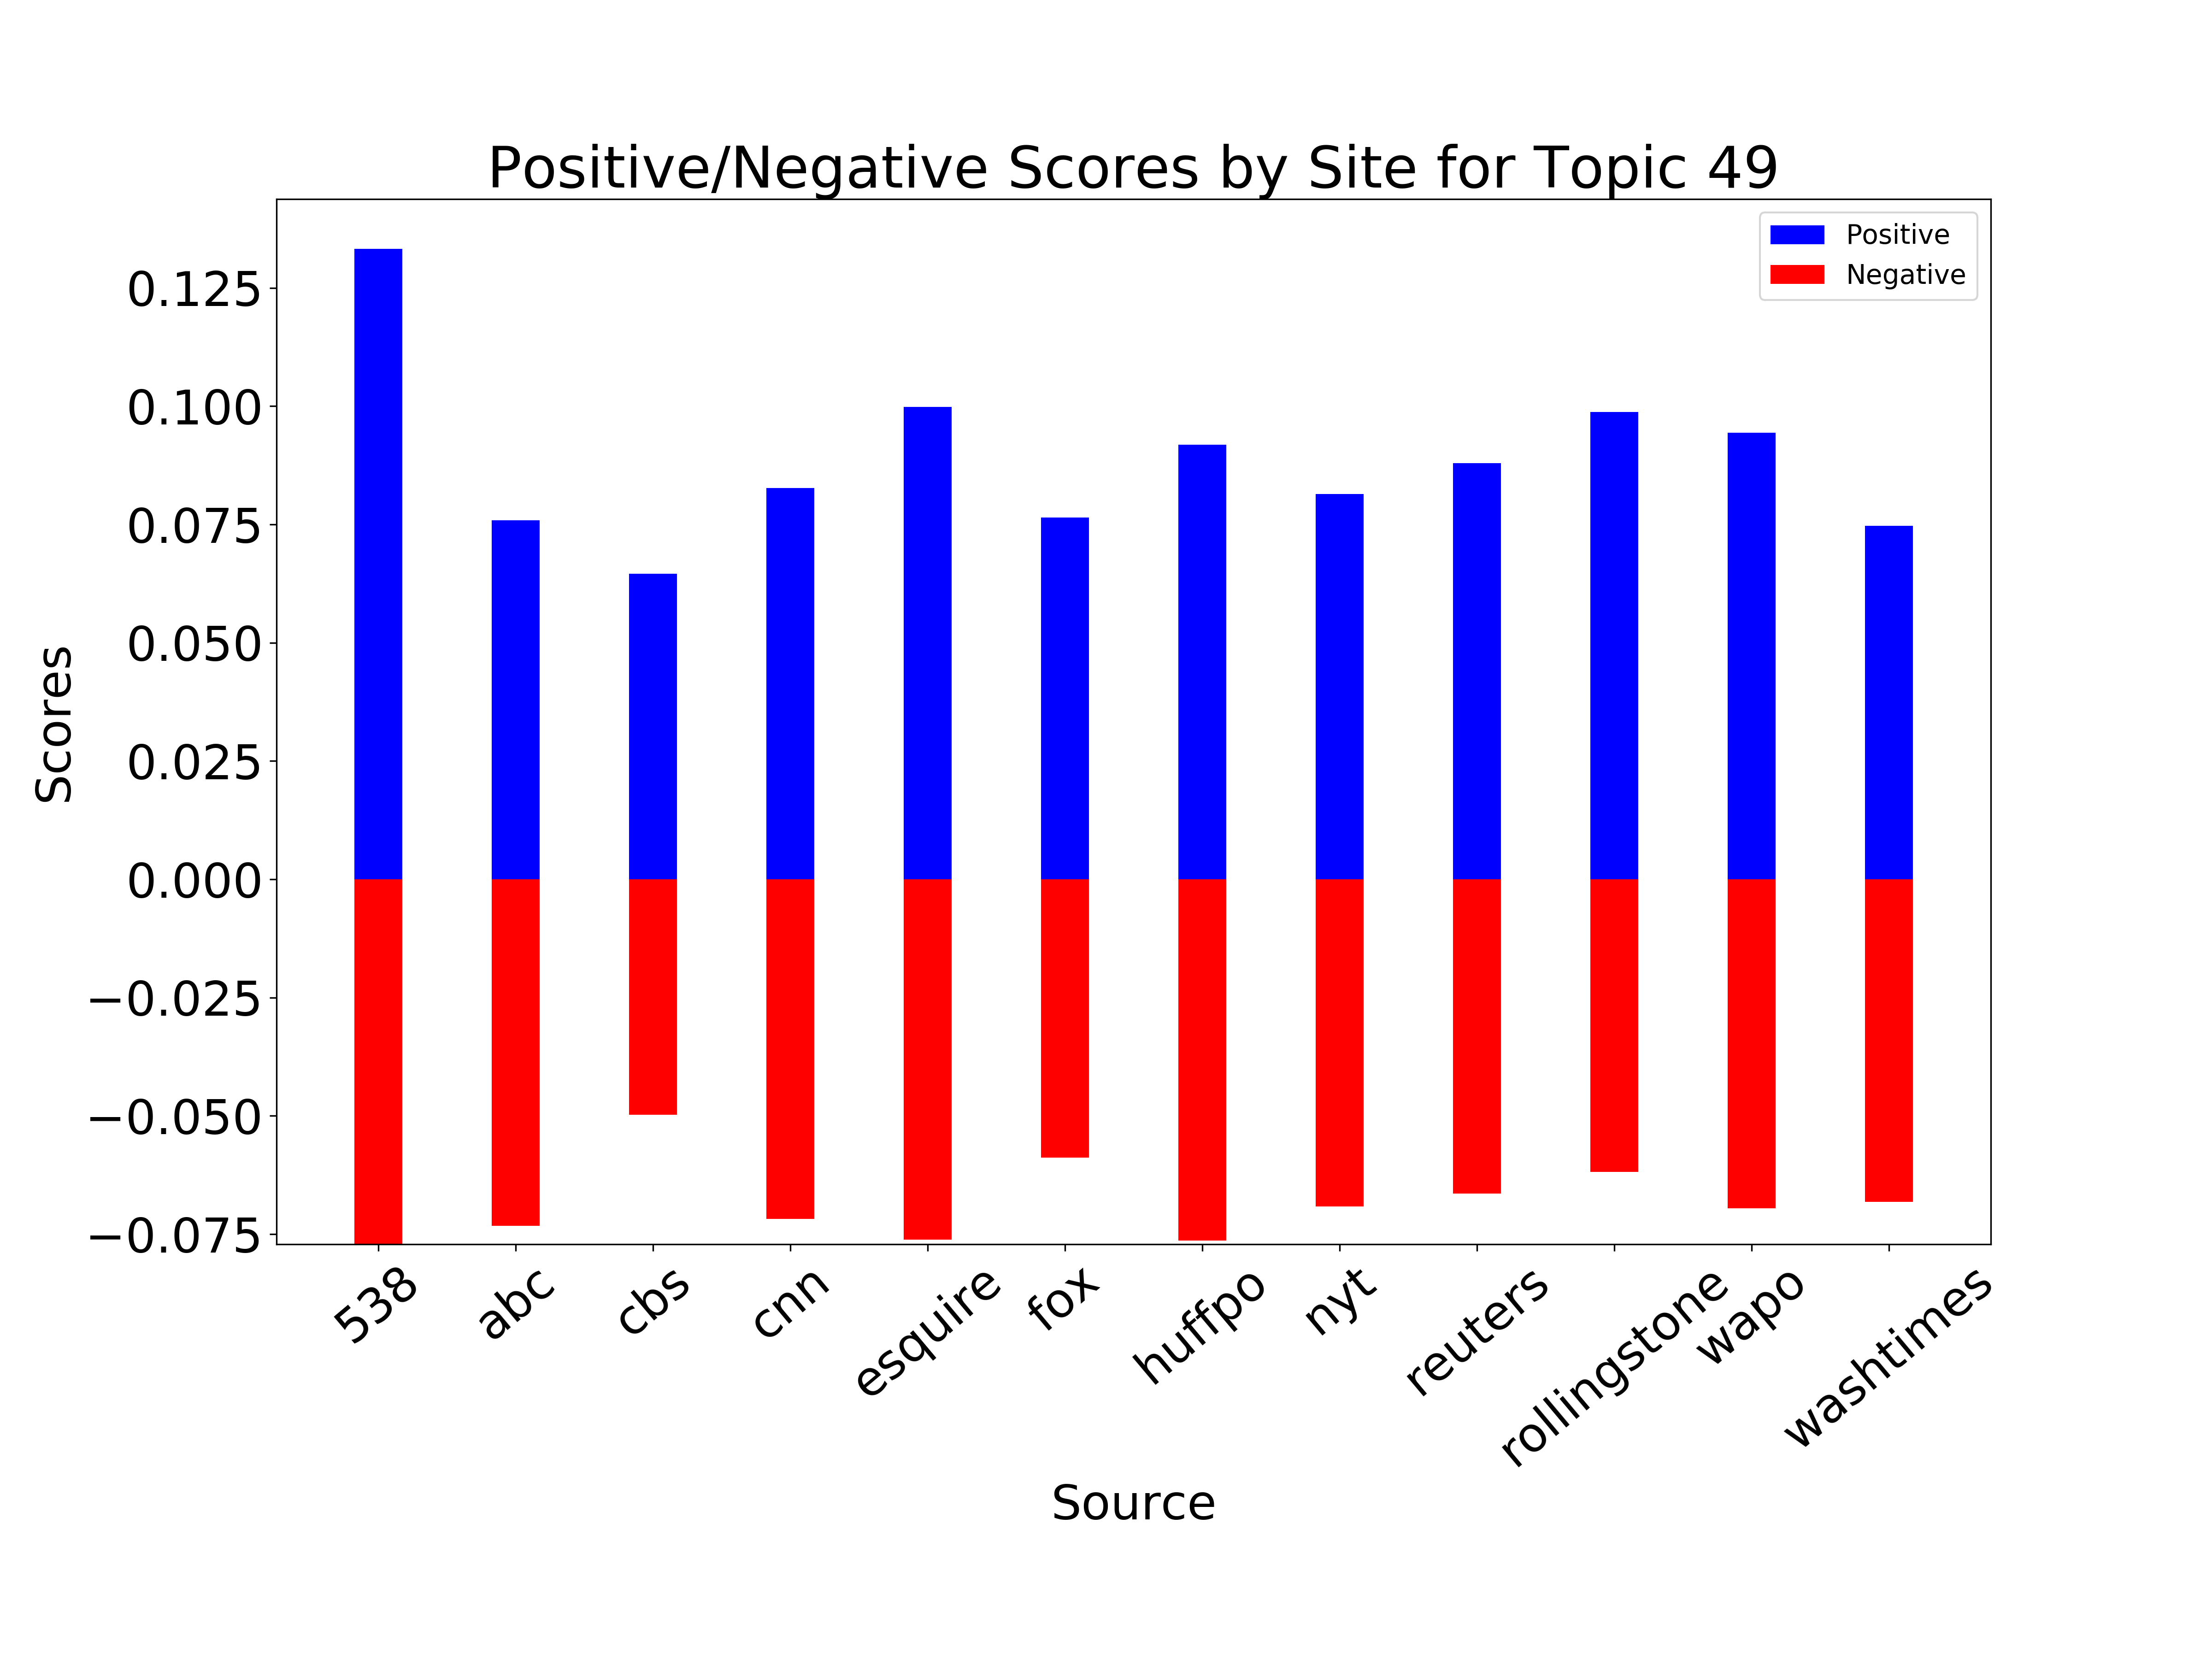 Positive/Negative Scores by Site for Topic 49
Positive
Negative
0.125
0.100
0.075
0.050
0.025
0.000
−0.025
−0.050
−0.075
Scores
538
abc
cbs
cnn
esquire
fox
huffpo
nyt
reuters
rollingstone
wapo
washtimes
Source